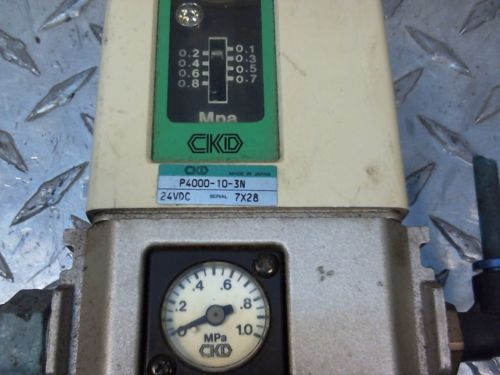 0.2 0.1
0.4 0.3
0.6 0.5
0.8 0.7
Mpa
CKD
CKD MADE IN JAPAN
P4000-10-3N
24VDC SERIAL 7X28
.4 .6
.2 .8
0 1.0
MPa
CKD